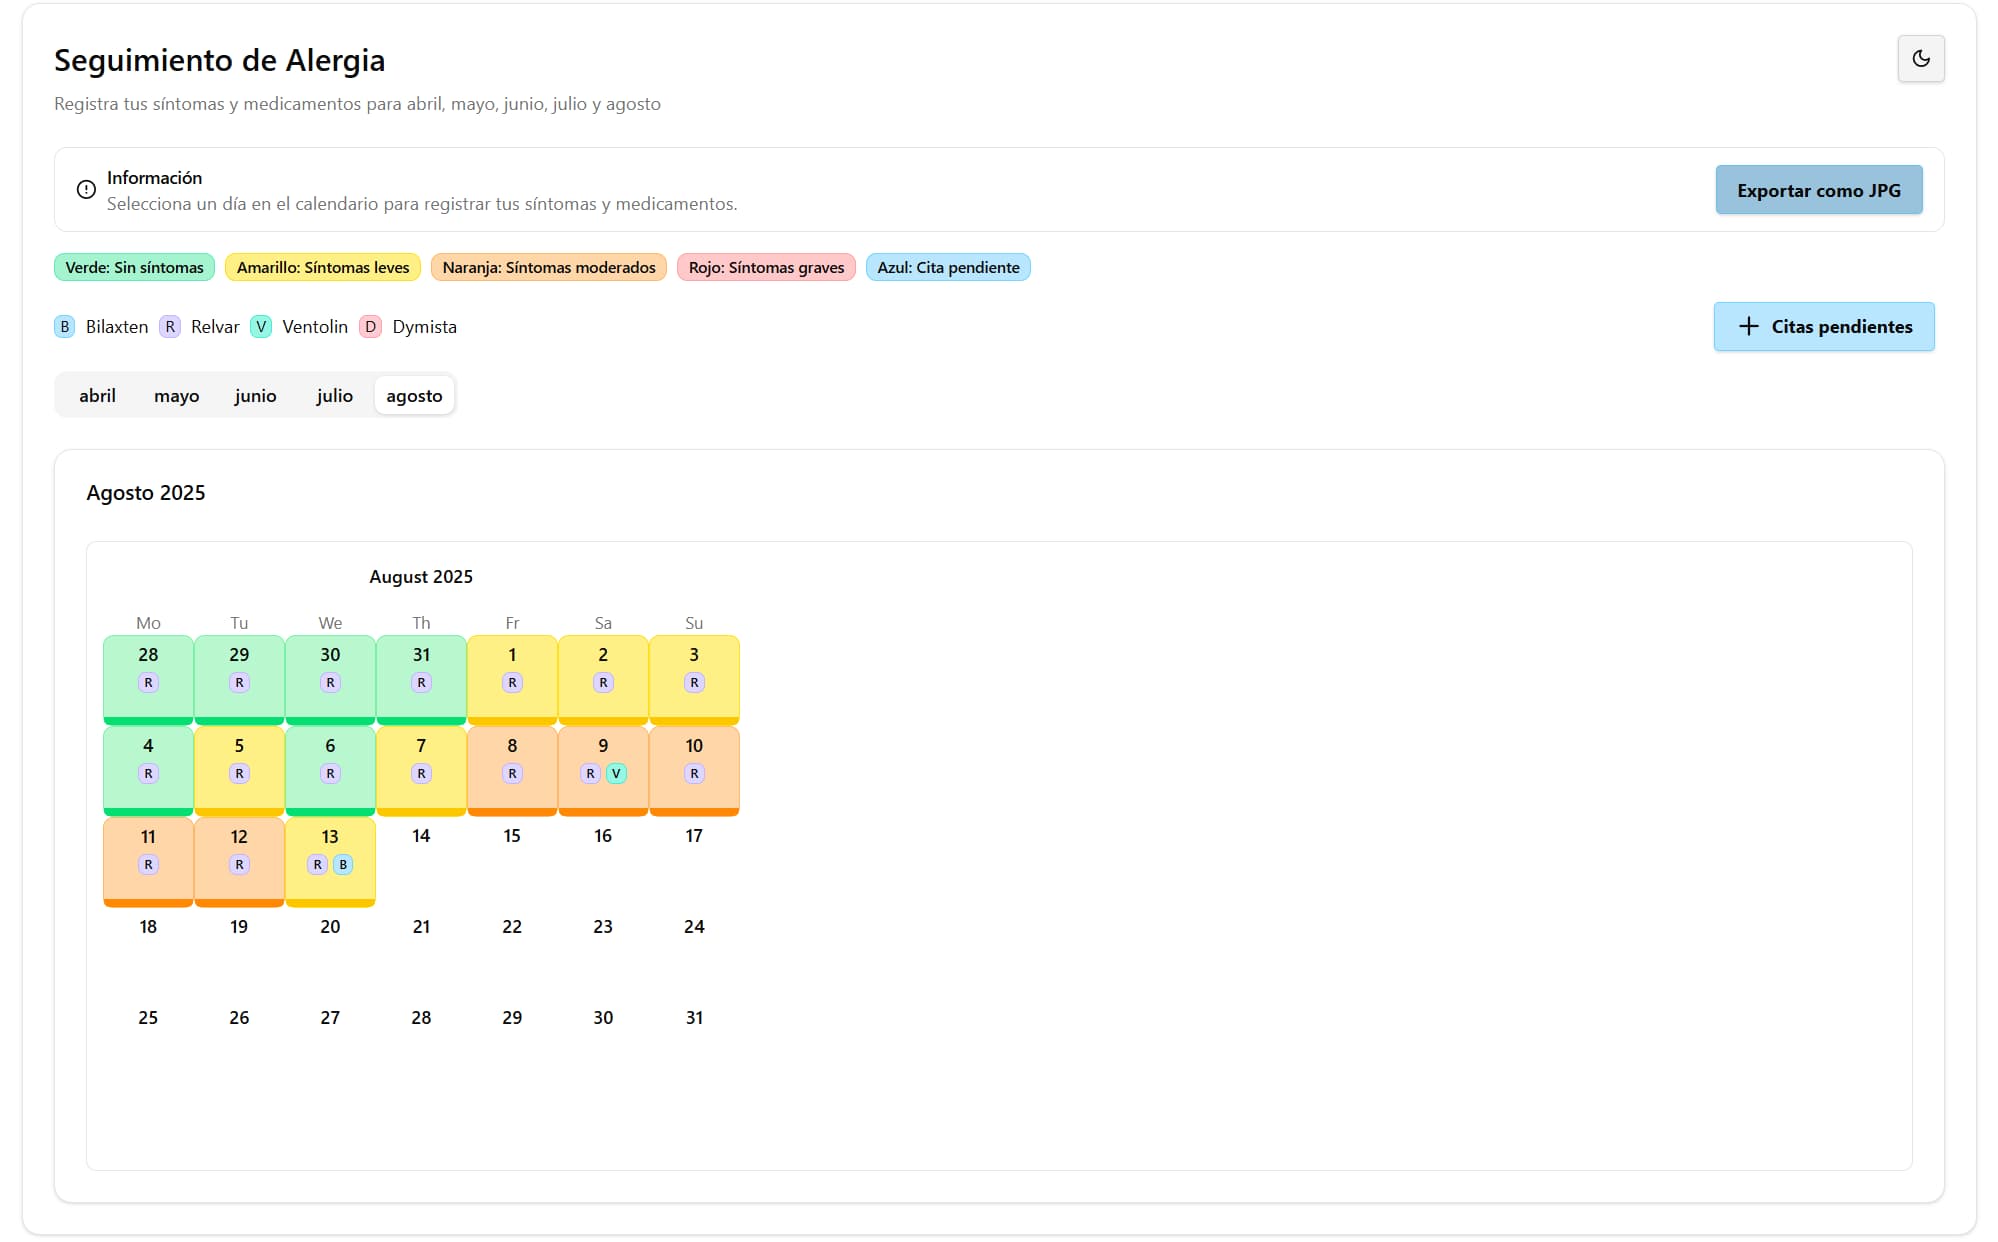 Seguimiento de Alergia
Registra tus síntomas y medicamentos para abril, mayo, junio, julio y agosto
Información
Selecciona un día en el calendario para registrar tus síntomas y medicamentos.
Exportar como JPG
Verde: Sin síntomas Amarillo: Síntomas leves Naranja: Síntomas moderados Rojo: Síntomas graves Azul: Cita pendiente
B Bilaxten R Relvar V Ventolin D Dymista
Citas pendientes
abril mayo junio julio agosto
Agosto 2025
August 2025
Mo Tu We Th Fr Sa Su
28 29 30 31 1 2 3
R R R R R R R
4 5 6 7 8 9 10
R R R R R R V R
11 12 13 14 15 16 17
R R R B
18 19 20 21 22 23 24
25 26 27 28 29 30 31